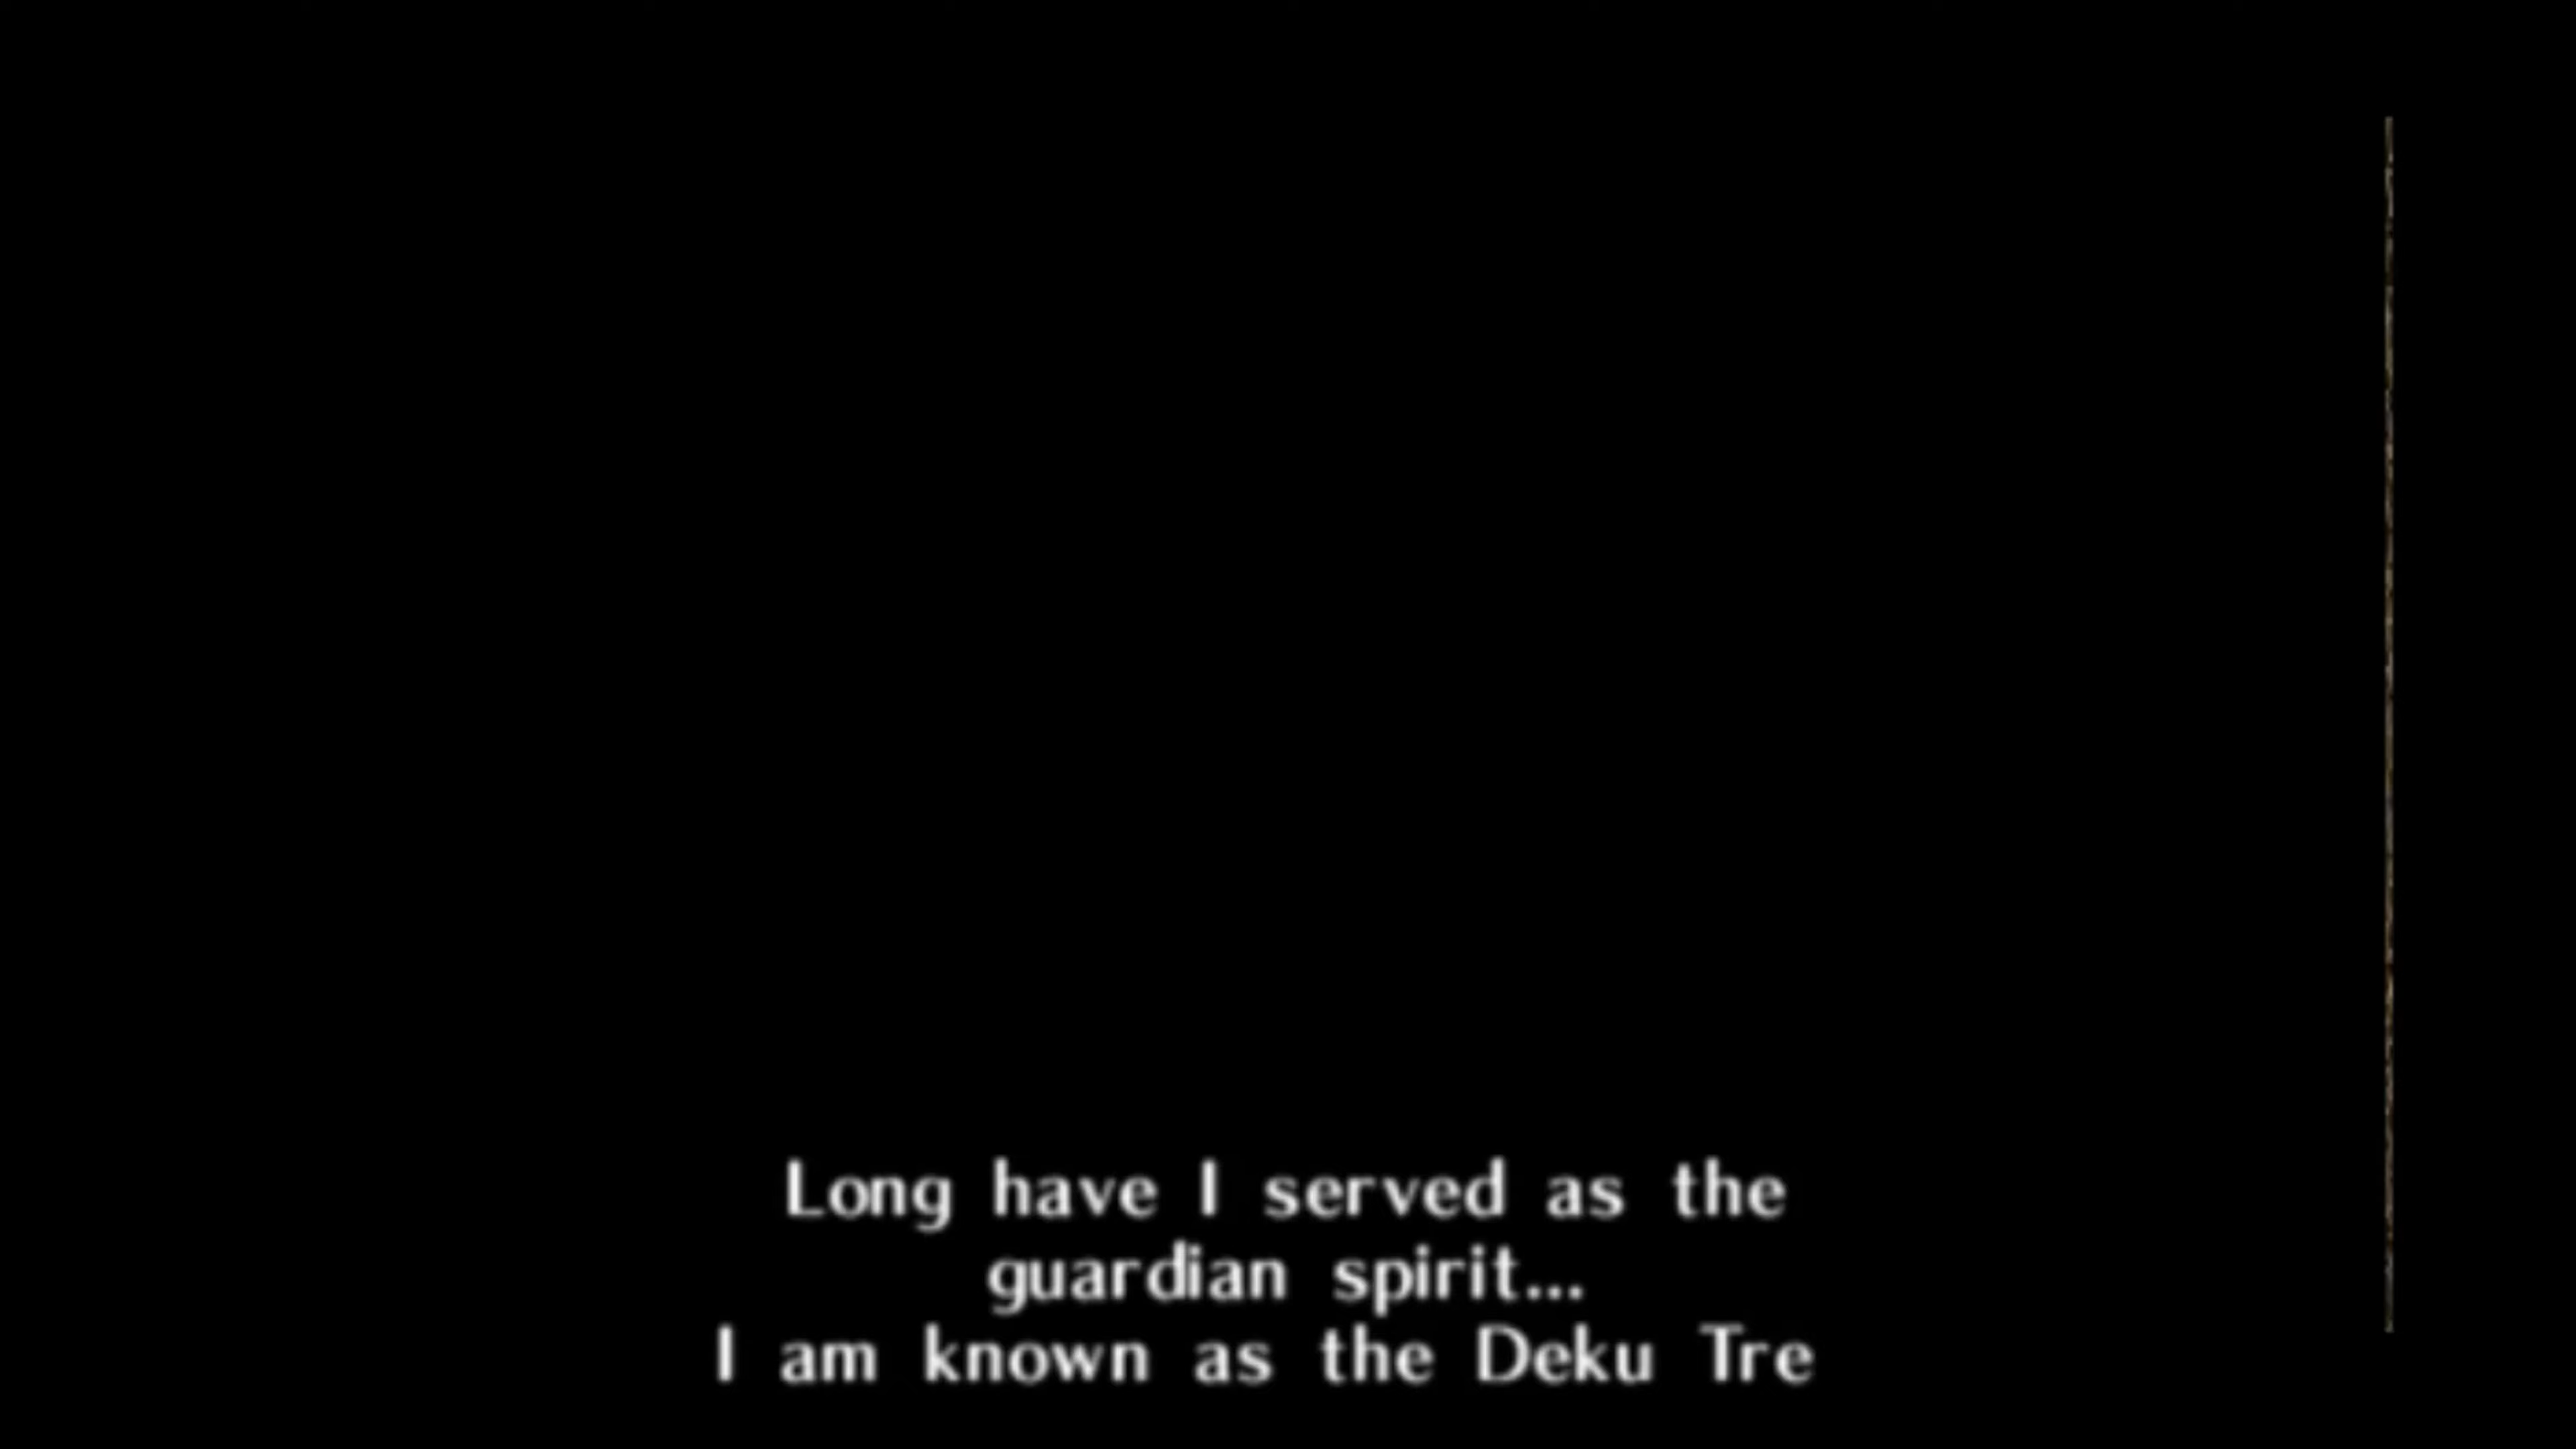 Long have I served as the
guardian spirit...
I am known as the Deku Tre